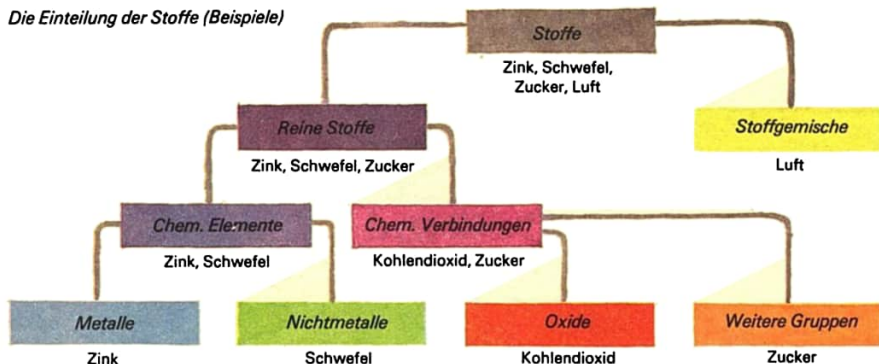 Die Einteilung der Stoffe (Beispiele)
Stoffe
Zink, Schwefel,
Zucker, Luft
Reine Stoffe
Zink, Schwefel, Zucker
Stoffgemische
Luft
Chem. Elemente
Zink, Schwefel
Chem. Verbindungen
Kohlendioxid, Zucker
Metalle
Zink
Nichtmetalle
Schwefel
Oxide
Kohlendioxid
Weitere Gruppen
Zucker